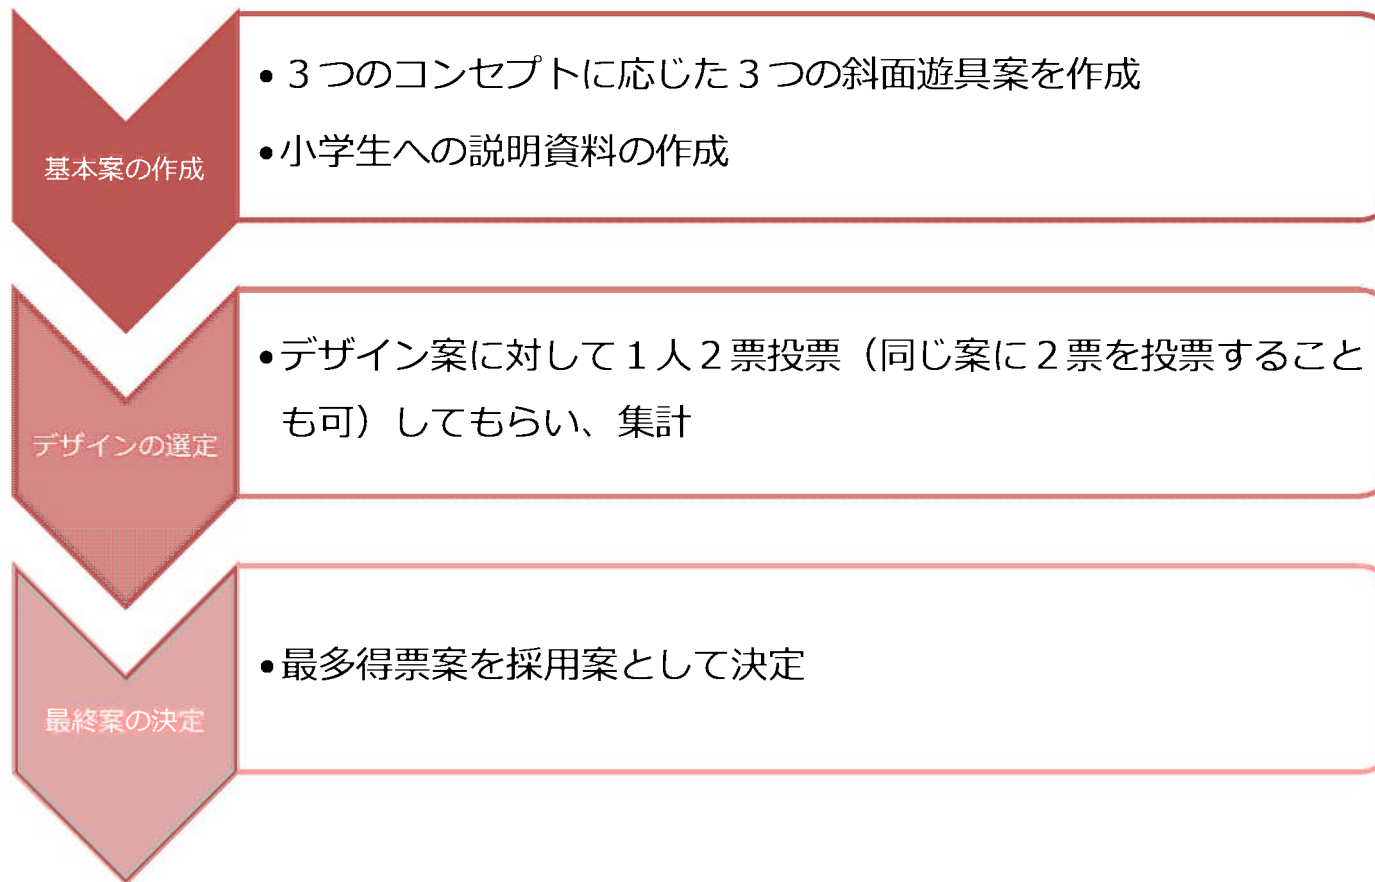 基本案の作成
•３つのコンセプトに応じた３つの斜面遊具案を作成
•小学生への説明資料の作成
デザインの選定
•デザイン案に対して１人２票投票（同じ案に２票を投票すること
も可）してもらい、集計
最終案の決定
•最多得票案を採用案として決定